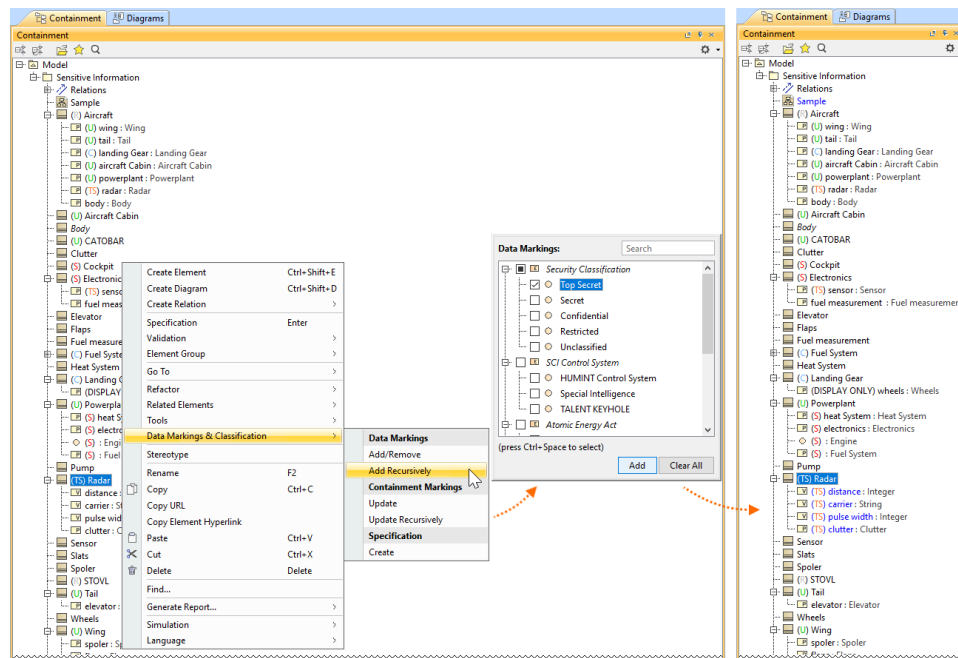 Containment
Diagrams
Containment
Model
Sensitive Information
Relations
Sample
(R) Aircraft
(U) wing : Wing
(U) tail : Tail
(C) landing Gear : Landing Gear
(U) aircraft Cabin : Aircraft Cabin
(U) powerplant : Powerplant
(TS) radar : Radar
body : Body
(U) Aircraft Cabin
Body
(U) CATOBAR
Clutter
(S) Cockpit
(S) Electronic
(TS) senso
fuel meas
Elevator
Flaps
Fuel measure
(C) Fuel Syste
Heat System
(C) Landing G
(DISPLAY
(U) Powerpla
(S) heat S
(S) electro
(S) : Engi
(S) : Fuel
Pump
(TS) Radar
distance :
carrier : St
pulse wid
clutter : C
Sensor
Slats
Spoler
(R) STOVL
(U) Tail
elevator :
Wheels
(U) Wing
spoler : Sp
Create Element Ctrl+Shift+E
Create Diagram Ctrl+Shift+D
Create Relation
Specification Enter
Validation
Element Group
Go To
Refactor
Related Elements
Tools
Data Markings & Classification
Stereotype
Rename F2
Copy Ctrl+C
Copy URL
Copy Element Hyperlink
Paste Ctrl+V
Cut Ctrl+X
Delete Delete
Find...
Generate Report...
Simulation
Language
Data Markings
Add/Remove
Add Recursively
Containment Markings
Update
Update Recursively
Specification
Create
Data Markings:
Search
Security Classification
Top Secret
Secret
Confidential
Restricted
Unclassified
SCI Control System
HUMINT Control System
Special Intelligence
TALENT KEYHOLE
Atomic Energy Act
(press Ctrl+Space to select)
Add
Clear All
Containment
Diagrams
Containment
Model
Sensitive Information
Relations
Sample
(R) Aircraft
(U) wing : Wing
(U) tail : Tail
(C) landing Gear : Landing Gear
(U) aircraft Cabin : Aircraft Cabin
(U) powerplant : Powerplant
(TS) radar : Radar
body : Body
(U) Aircraft Cabin
Body
(U) CATOBAR
Clutter
(S) Cockpit
(S) Electronics
(TS) sensor : Sensor
fuel measurement : Fuel measuremer
Elevator
Flaps
Fuel measurement
(C) Fuel System
Heat System
(C) Landing Gear
(DISPLAY ONLY) wheels : Wheels
(U) Powerplant
(S) heat System : Heat System
(S) electronics : Electronics
(S) : Engine
(S) : Fuel System
Pump
(TS) Radar
(TS) distance : Integer
(TS) carrier : String
(TS) pulse width : Integer
(TS) clutter : Clutter
Sensor
Slats
Spoler
(R) STOVL
(U) Tail
elevator : Elevator
Wheels
(U) Wing
spoler : Spoler